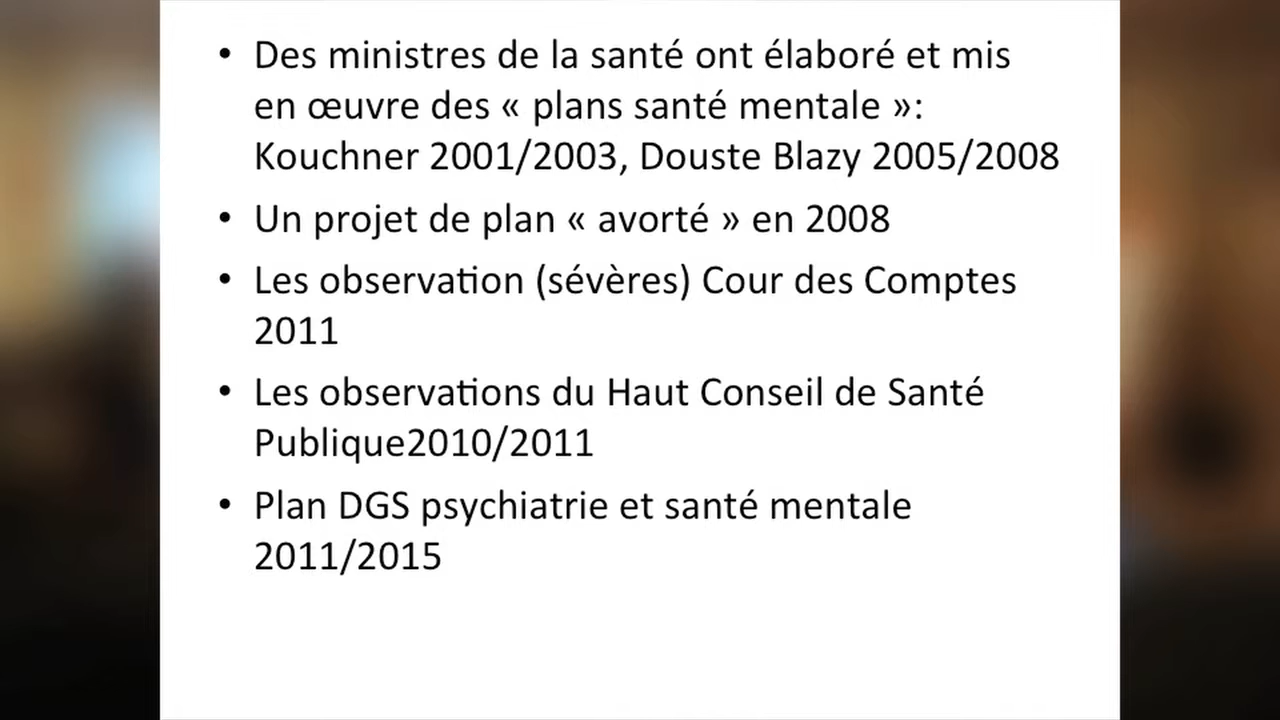 • Des ministres de la santé ont élaboré et mis
en œuvre des « plans santé mentale »:
Kouchner 2001/2003, Douste Blazy 2005/2008
• Un projet de plan « avorté » en 2008
• Les observation (sévères) Cour des Comptes
2011
• Les observations du Haut Conseil de Santé
Publique2010/2011
• Plan DGS psychiatrie et santé mentale
2011/2015